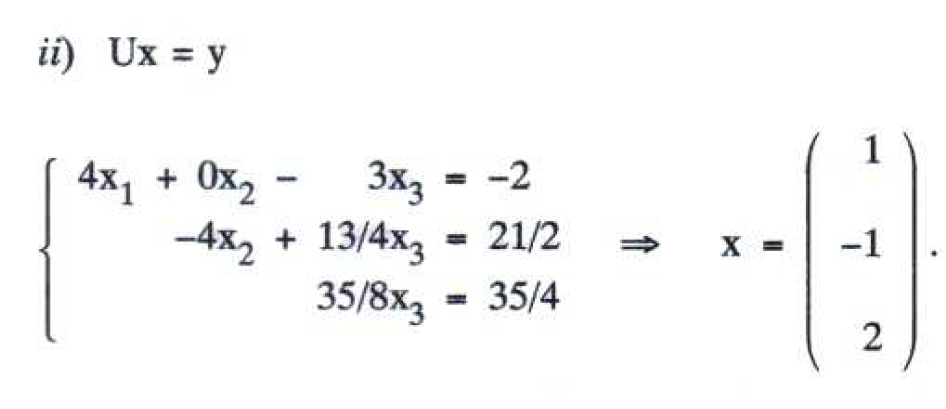 ii) Ux = y
4x₁ + 0x₂ - 3x₃ = -2
-4x₂ + 13/4x₃ = 21/2 ⇒ x = ( 1 -1 2 ) .
35/8x₃ = 35/4